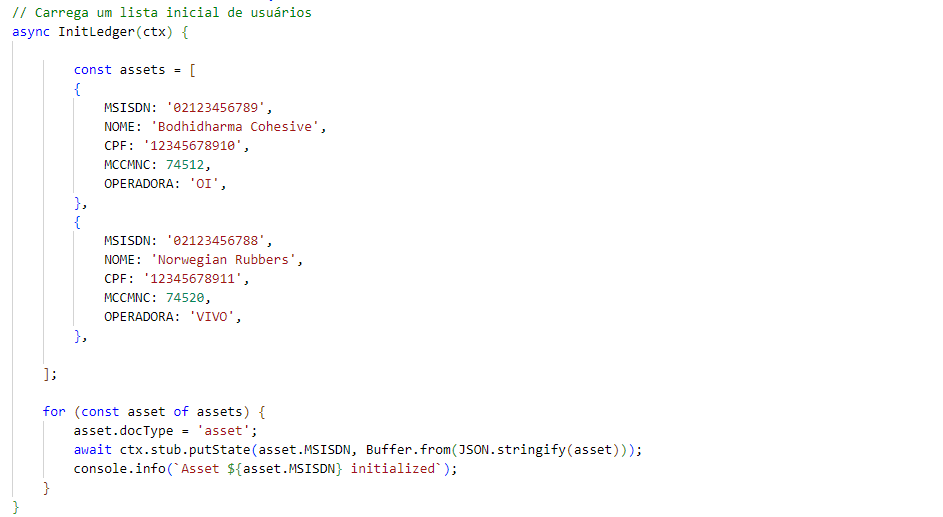 // Carrega um lista inicial de usuários
async InitLedger(ctx) {
const assets = [
{
MSISDN: '02123456789',
NOME: 'Bodhidharma Cohesive',
CPF: '12345678910',
MCCMNC: 74512,
OPERADORA: 'OI',
},
{
MSISDN: '02123456788',
NOME: 'Norwegian Rubbers',
CPF: '12345678911',
MCCMNC: 74520,
OPERADORA: 'VIVO',
},
];
for (const asset of assets) {
asset.docType = 'asset';
await ctx.stub.putState(asset.MSISDN, Buffer.from(JSON.stringify(asset)));
console.info(`Asset ${asset.MSISDN} initialized`);
}
}